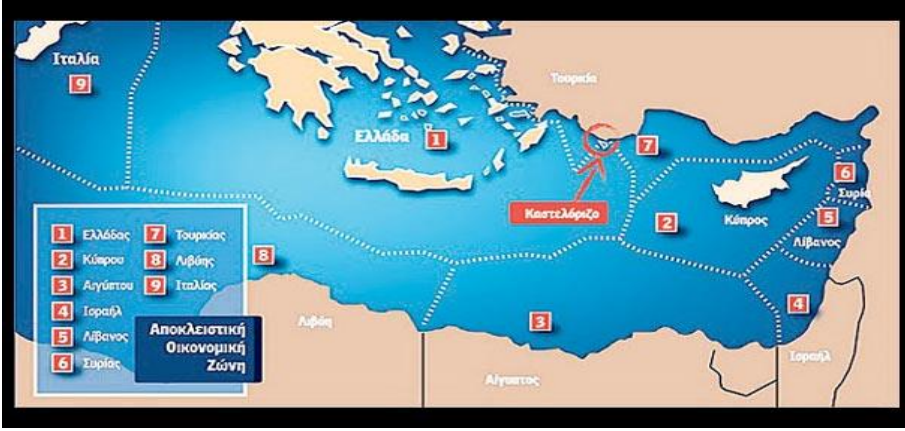 Ιταλία
9
Τουρκία
Ελλάδα
1
7
Καστελόριζο
2
Κύπρος
6
Συρία
5
Λίβανος
8
3
4
Λιβύη
Αίγυπτος
Ισραήλ
1 Ελλάδας
2 Κύπρου
3 Αιγύπτου
4 Ισραήλ
5 Λίβανος
6 Συρίας
7 Τουρκίας
8 Λιβύης
9 Ιταλίας
Αποκλειστική
Οικονομική
Ζώνη